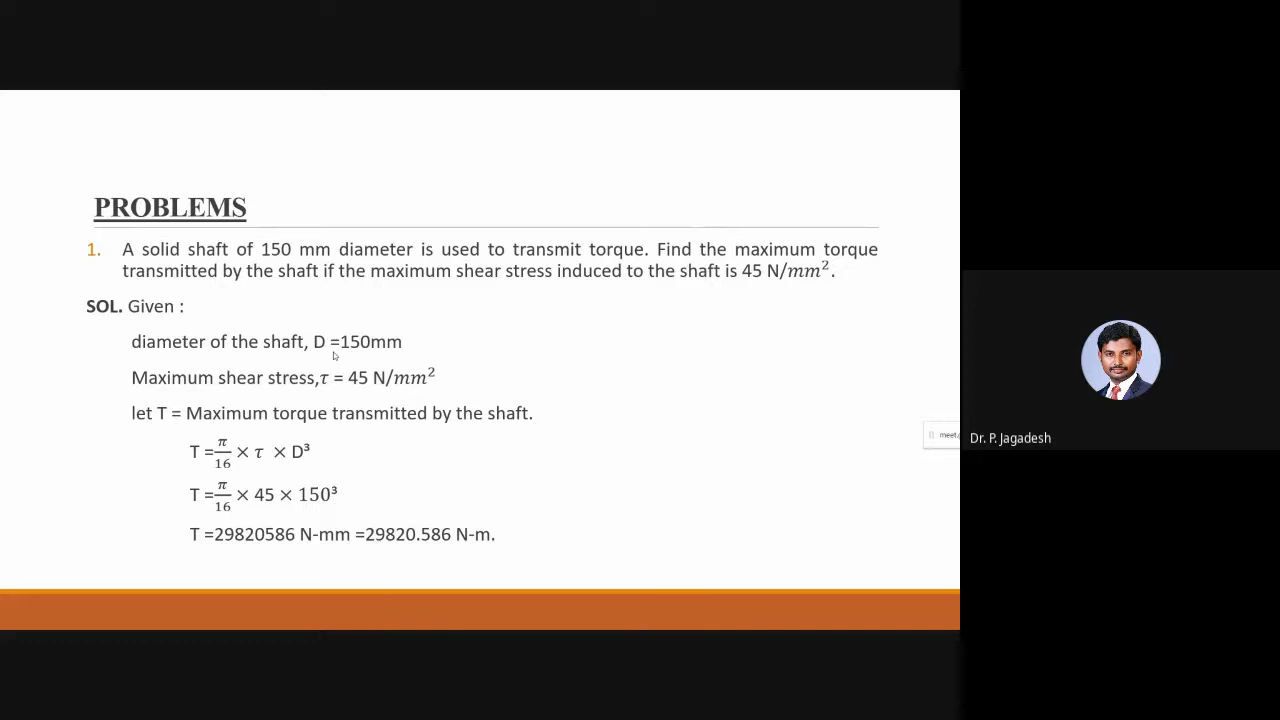 PROBLEMS
1. A solid shaft of 150 mm diameter is used to transmit torque. Find the maximum torque
transmitted by the shaft if the maximum shear stress induced to the shaft is 45 N/mm².
SOL. Given :
diameter of the shaft, D =150mm
Maximum shear stress,τ = 45 N/mm²
let T = Maximum torque transmitted by the shaft.
T =π/16 × τ × D³
T =π/16 × 45 × 150³
T =29820586 N-mm =29820.586 N-m.
Dr. P. Jagadesh